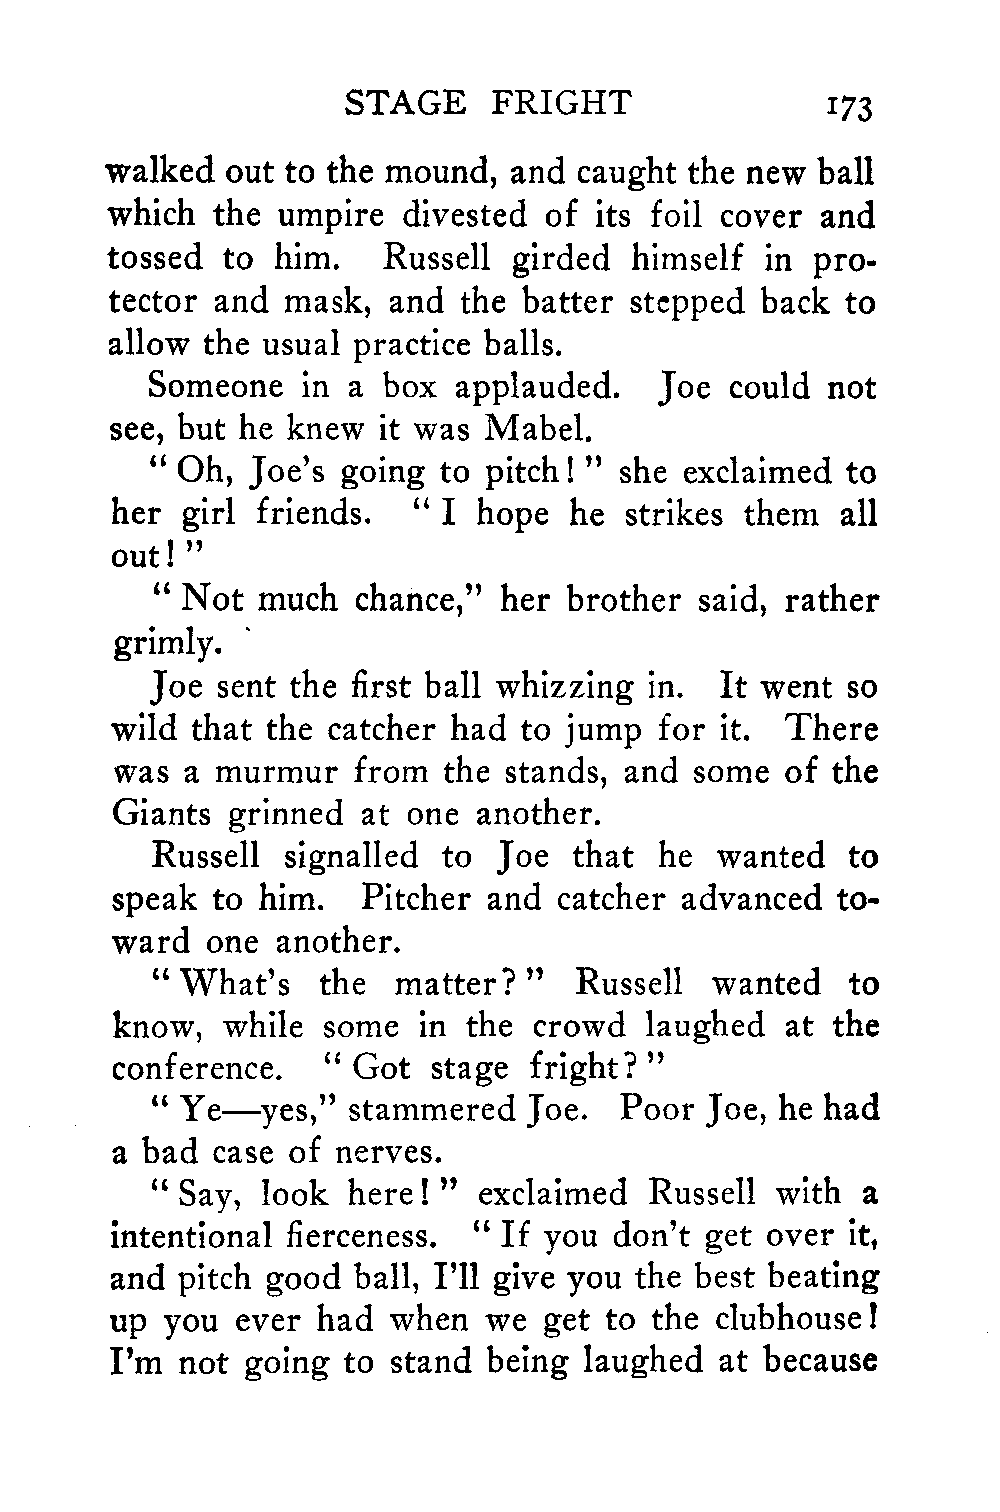 STAGE FRIGHT 173
walked out to the mound, and caught the new ball
which the umpire divested of its foil cover and
tossed to him. Russell girded himself in pro-
tector and mask, and the batter stepped back to
allow the usual practice balls.
Someone in a box applauded. Joe could not
see, but he knew it was Mabel.
" Oh, Joe's going to pitch! " she exclaimed to
her girl friends. " I hope he strikes them all
out! "
" Not much chance," her brother said, rather
grimly.
Joe sent the first ball whizzing in. It went so
wild that the catcher had to jump for it. There
was a murmur from the stands, and some of the
Giants grinned at one another.
Russell signalled to Joe that he wanted to
speak to him. Pitcher and catcher advanced to-
ward one another.
" What's the matter? " Russell wanted to
know, while some in the crowd laughed at the
conference. " Got stage fright? "
" Ye—yes," stammered Joe. Poor Joe, he had
a bad case of nerves.
" Say, look here! " exclaimed Russell with a
intentional fierceness. " If you don't get over it,
and pitch good ball, I'll give you the best beating
up you ever had when we get to the clubhouse!
I'm not going to stand being laughed at because